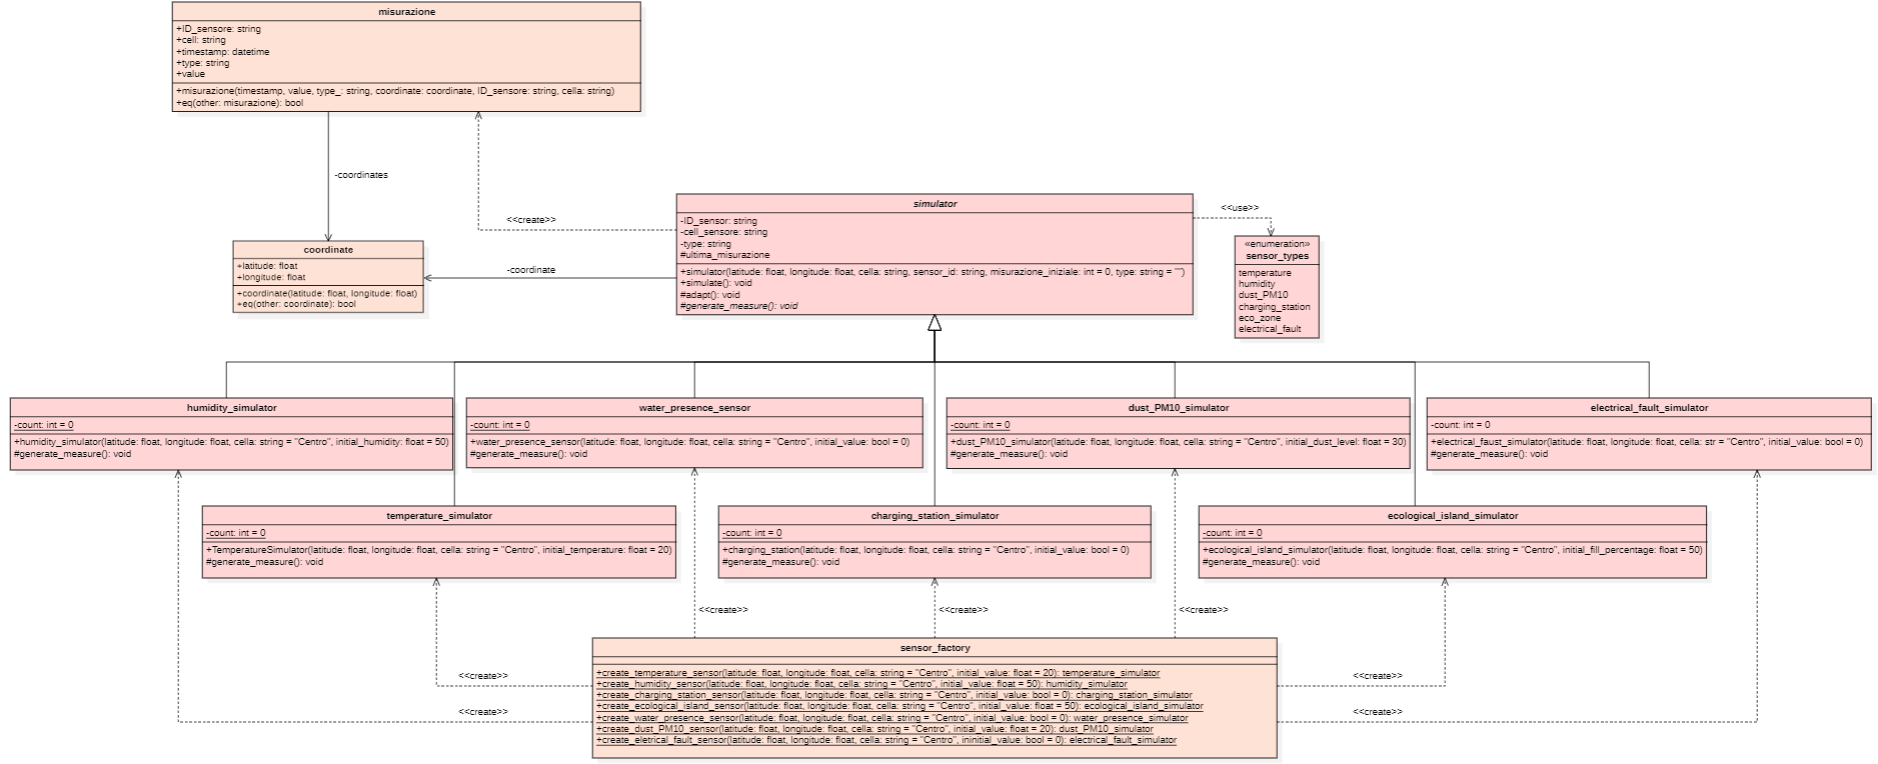 misurazione
+ID_sensore: string
+cell: string
+timestamp: datetime
+type: string
+value
+misurazione(timestamp, value, type_: string, coordinate: coordinate, ID_sensore: string, cella: string)
+eq(other: misurazione): bool
-coordinates
<<create>>
simulator
-ID_sensor: string
-cell_sensore: string
-type: string
#ultima_misurazione
+simulator(latitude: float, longitude: float, cella: string, sensor_id: string, misurazione_iniziale: int = 0, type: string = "")
+simulate(): void
#adapt(): void
#generate_measure(): void
<<use>>
«enumeration»
sensor_types
temperature
humidity
dust_PM10
charging_station
eco_zone
electrical_fault
coordinate
+latitude: float
+longitude: float
+coordinate(latitude: float, longitude: float)
+eq(other: coordinate): bool
-coordinate
humidity_simulator
-count: int = 0
+humidity_simulator(latitude: float, longitude: float, cella: string = "Centro", initial_humidity: float = 50)
#generate_measure(): void
water_presence_sensor
-count: int = 0
+water_presence_sensor(latitude: float, longitude: float, cella: string = "Centro", initial_value: bool = 0)
#generate_measure(): void
dust_PM10_simulator
-count: int = 0
+dust_PM10_simulator(latitude: float, longitude: float, cella: string = "Centro", initial_dust_level: float = 30)
#generate_measure(): void
electrical_fault_simulator
-count: int = 0
+electrical_faust_simulator(latitude: float, longitude: float, cella: str = "Centro", initial_value: bool = 0)
#generate_measure(): void
temperature_simulator
-count: int = 0
+TemperatureSimulator(latitude: float, longitude: float, cella: string = "Centro", initial_temperature: float = 20)
#generate_measure(): void
charging_station_simulator
-count: int = 0
+charging_station(latitude: float, longitude: float, cella: string = "Centro", initial_value: bool = 0)
#generate_measure(): void
ecological_island_simulator
-count: int = 0
+ecological_island_simulator(latitude: float, longitude: float, cella: string = "Centro", initial_fill_percentage: float = 50)
#generate_measure(): void
<<create>>
<<create>>
<<create>>
<<create>>
<<create>>
<<create>>
<<create>>
sensor_factory
+create_temperature_sensor(latitude: float, longitude: float, cella: string = "Centro", initial_value: float = 20): temperature_simulator
+create_humidity_sensor(latitude: float, longitude: float, cella: string = "Centro", initial_value: float = 50): humidity_simulator
+create_charging_station_sensor(latitude: float, longitude: float, cella: string = "Centro", initial_value: bool = 0): charging_station_simulator
+create_ecological_island_sensor(latitude: float, longitude: float, cella: string = "Centro", initial_value: float = 50): ecological_island_simulator
+create_water_presence_sensor(latitude: float, longitude: float, cella: string = "Centro", initial_value: bool = 0): water_presence_simulator
+create_dust_PM10_sensor(latitude: float, longitude: float, cella: string = "Centro", initial_value: float = 20): dust_PM10_simulator
+create_eletrical_fault_sensor(latitude: float, longitude: float, cella: string = "Centro", ininitial_value: bool = 0): electrical_fault_simulator